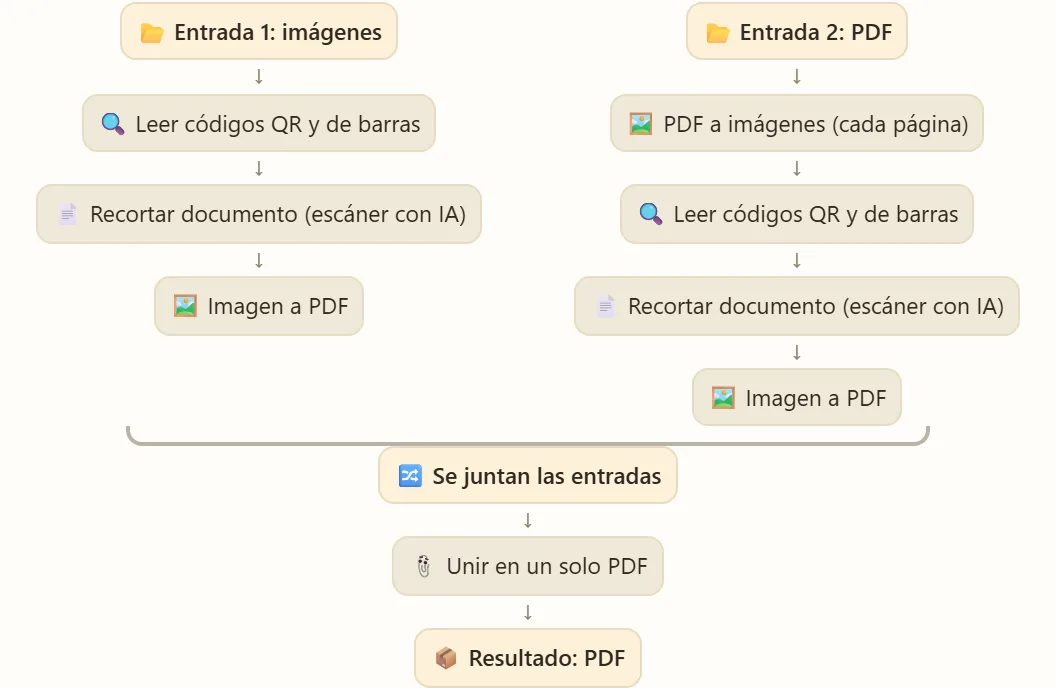 Entrada 1: imágenes
Leer códigos QR y de barras
Recortar documento (escáner con IA)
Imagen a PDF
Entrada 2: PDF
PDF a imágenes (cada página)
Leer códigos QR y de barras
Recortar documento (escáner con IA)
Imagen a PDF
Se juntan las entradas
Unir en un solo PDF
Resultado: PDF